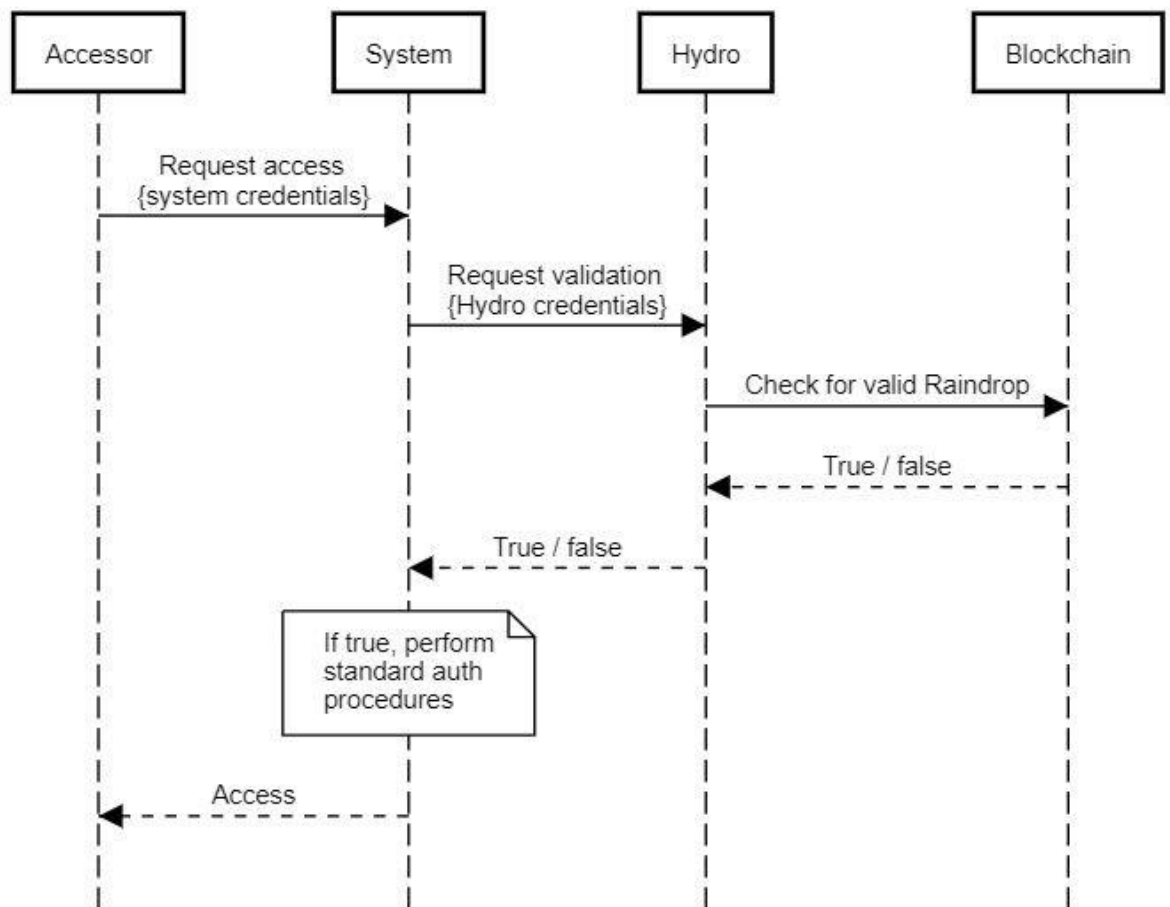 Accessor
System
Hydro
Blockchain
Request access
{system credentials}
Request validation
{Hydro credentials}
Check for valid Raindrop
True / false
True / false
If true, perform
standard auth
procedures
Access